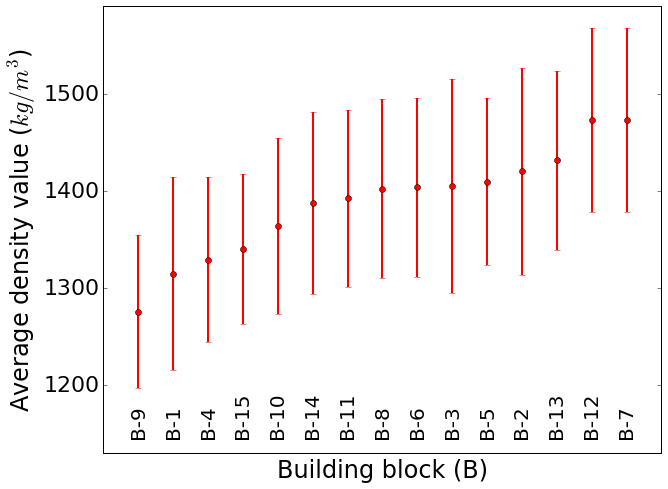 Average density value (kg/m³)
1500
1400
1300
1200
B-9 B-1 B-4 B-15 B-10 B-14 B-11 B-8 B-6 B-3 B-5 B-2 B-13 B-12 B-7
Building block (B)